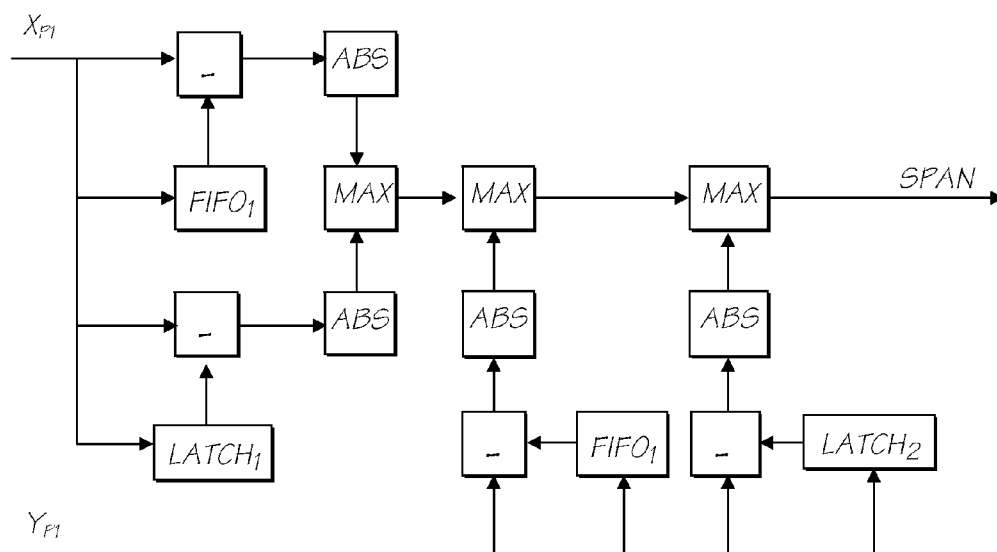 X_P1
-
ABS
FIFO₁
MAX
MAX
MAX
SPAN
-
ABS
ABS
ABS
LATCH₁
-
FIFO₁
-
LATCH₂
Y_P1